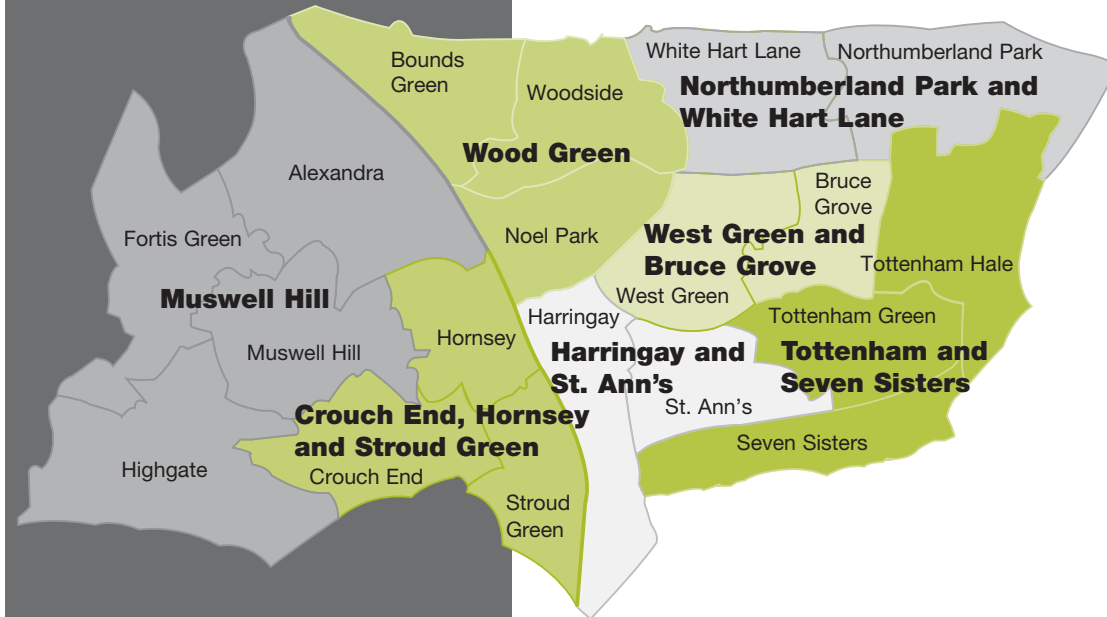 White Hart Lane
Northumberland Park
Bounds
Green
Woodside
Northumberland Park and
White Hart Lane
Wood Green
Alexandra
Bruce
Grove
Fortis Green
Noel Park
West Green and
Bruce Grove
Tottenham Hale
Muswell Hill
West Green
Harringay
Tottenham Green
Hornsey
Muswell Hill
Harringay and
St. Ann's
Tottenham and
Seven Sisters
Crouch End, Hornsey
and Stroud Green
St. Ann's
Seven Sisters
Highgate
Crouch End
Stroud
Green